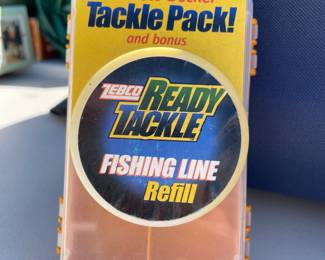 Tackle Pack!
and bonus
ZEBCO READY
TACKLE
FISHING LINE
Refill